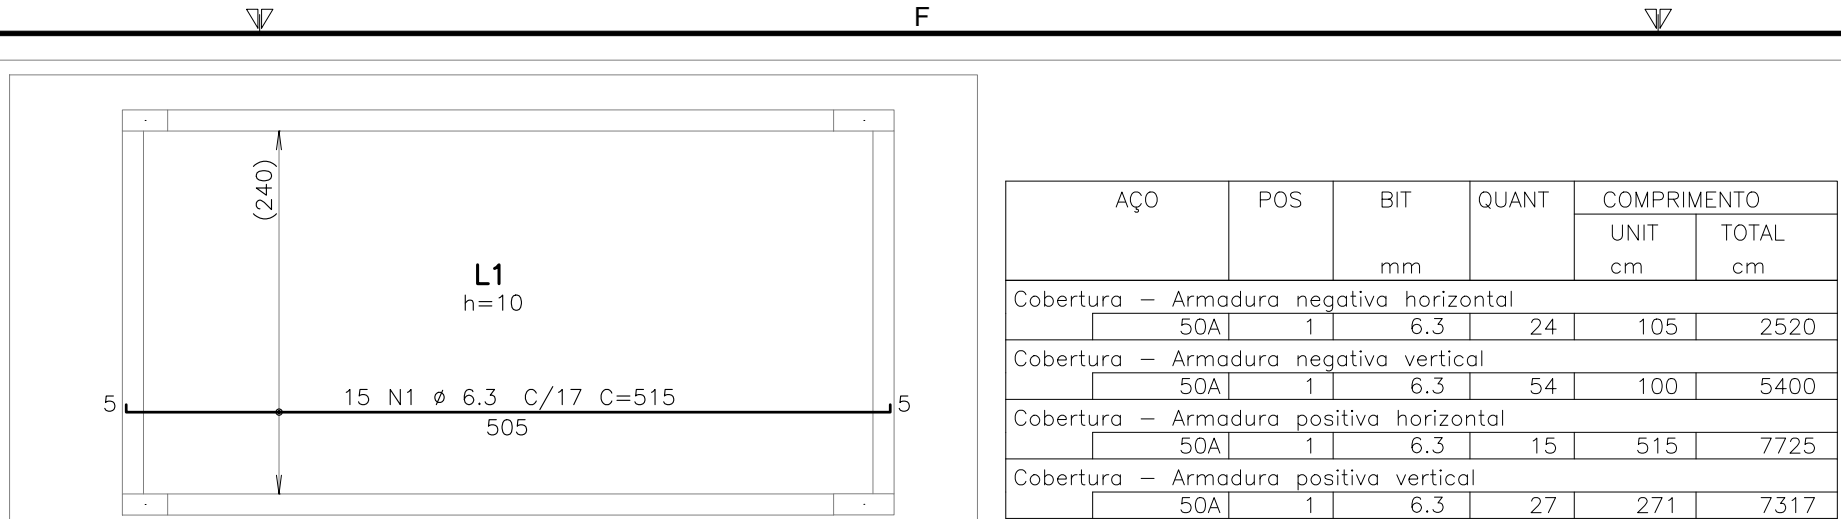 F
(240)
L1
h=10
15 N1 ø 6.3 C/17 C=515
5
5
505
AÇO POS BIT QUANT COMPRIMENTO
UNIT TOTAL
mm cm cm
Cobertura – Armadura negativa horizontal
50A 1 6.3 24 105 2520
Cobertura – Armadura negativa vertical
50A 1 6.3 54 100 5400
Cobertura – Armadura positiva horizontal
50A 1 6.3 15 515 7725
Cobertura – Armadura positiva vertical
50A 1 6.3 27 271 7317